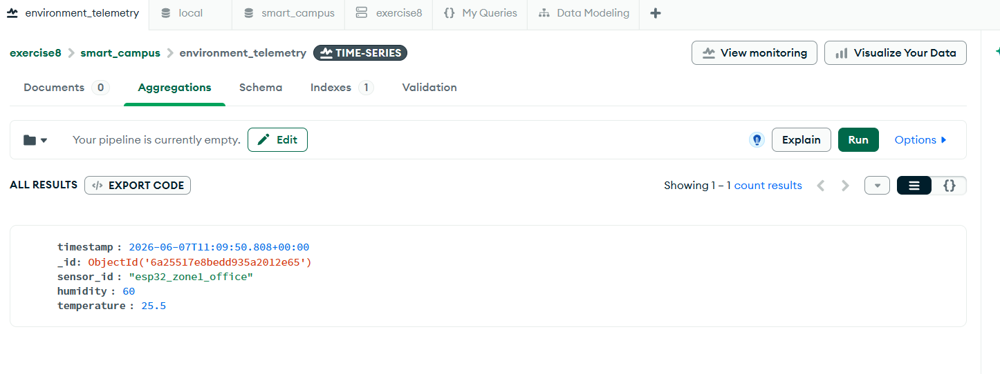 environment_telemetry local smart_campus exercise8 {} My Queries Data Modeling +
exercise8 > smart_campus > environment_telemetry TIME-SERIES View monitoring Visualize Your Data
Documents 0 Aggregations Schema Indexes 1 Validation
Your pipeline is currently empty. Edit Explain Run Options
ALL RESULTS </> EXPORT CODE Showing 1 – 1 count results < > {}
timestamp : 2026-06-07T11:09:50.808+00:00
_id: ObjectId('6a25517e8bedd935a2012e65')
sensor_id : "esp32_zone1_office"
humidity : 60
temperature : 25.5